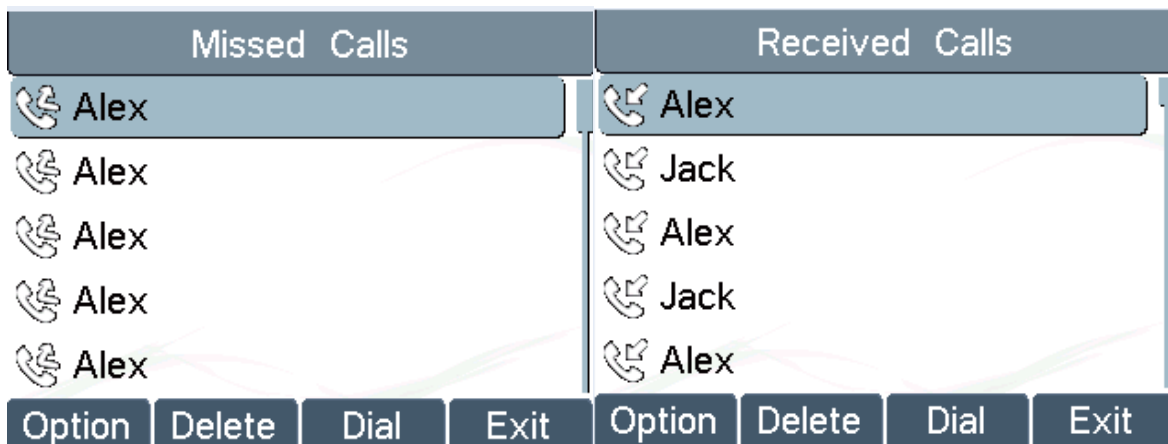 Missed Calls
Alex
Alex
Alex
Alex
Alex
Option Delete Dial Exit
Received Calls
Alex
Jack
Alex
Jack
Alex
Option Delete Dial Exit